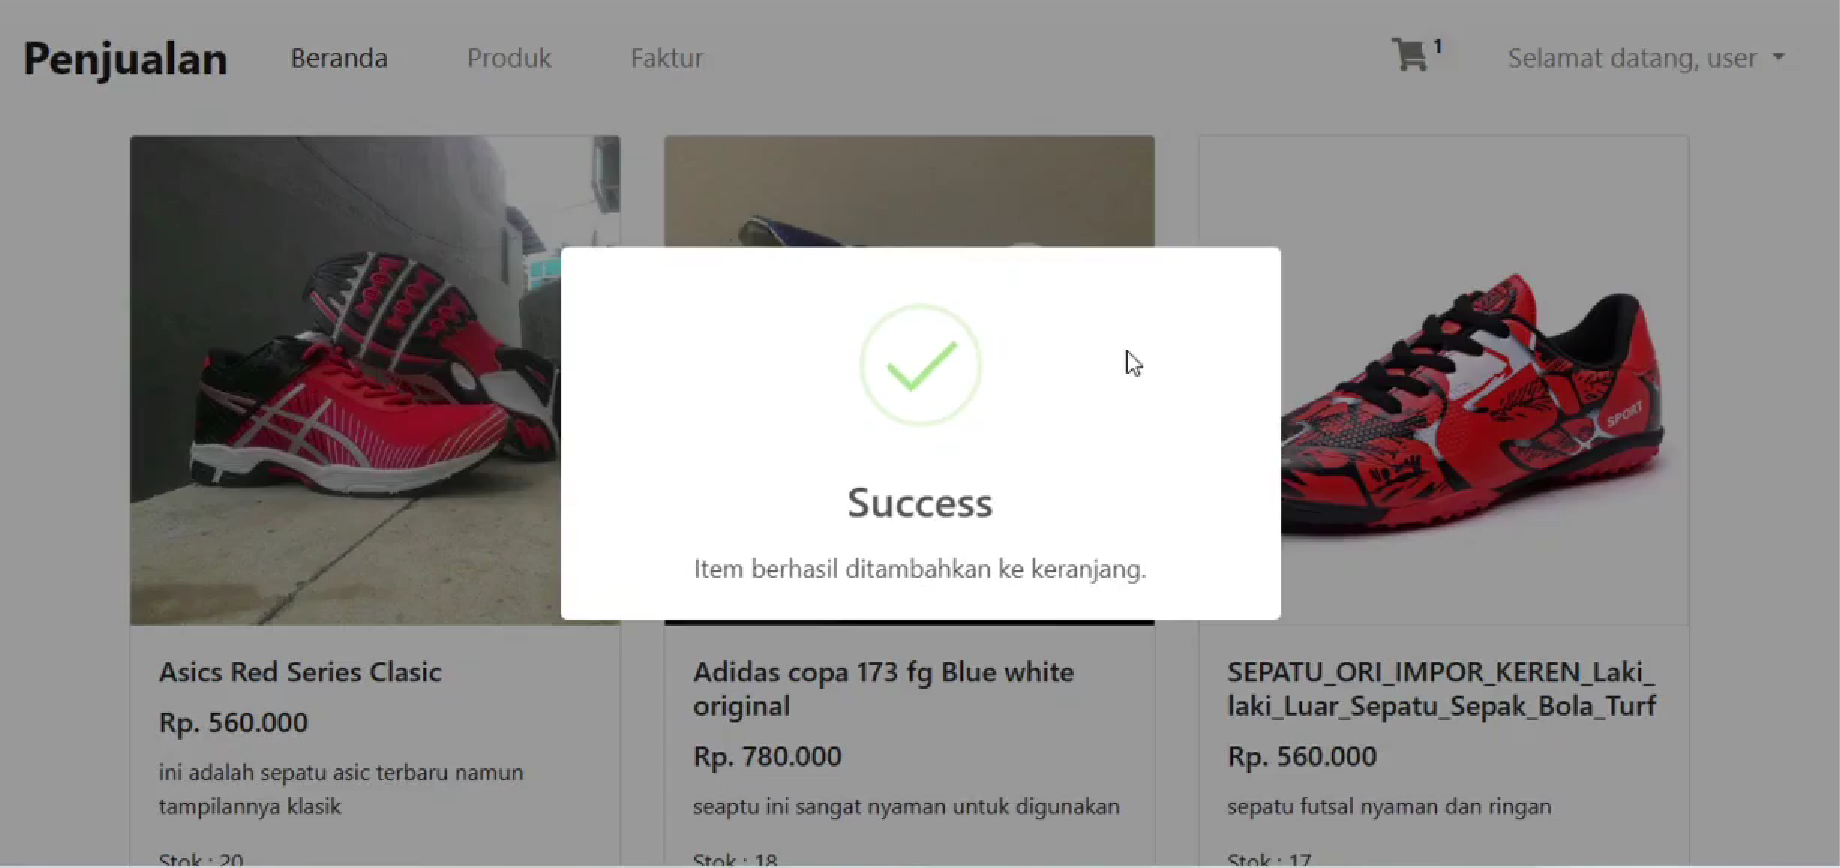 Penjualan
Beranda
Produk
Faktur
1
Selamat datang, user
SPORT
Success
Item berhasil ditambahkan ke keranjang.
Asics Red Series Clasic
Rp. 560.000
ini adalah sepatu asic terbaru namun
tampilannya klasik
Stok : 20
Adidas copa 173 fg Blue white
original
Rp. 780.000
seaptu ini sangat nyaman untuk digunakan
Stok : 18
SEPATU_ORI_IMPOR_KEREN_Laki_
laki_Luar_Sepatu_Sepak_Bola_Turf
Rp. 560.000
sepatu futsal nyaman dan ringan
Stok : 17